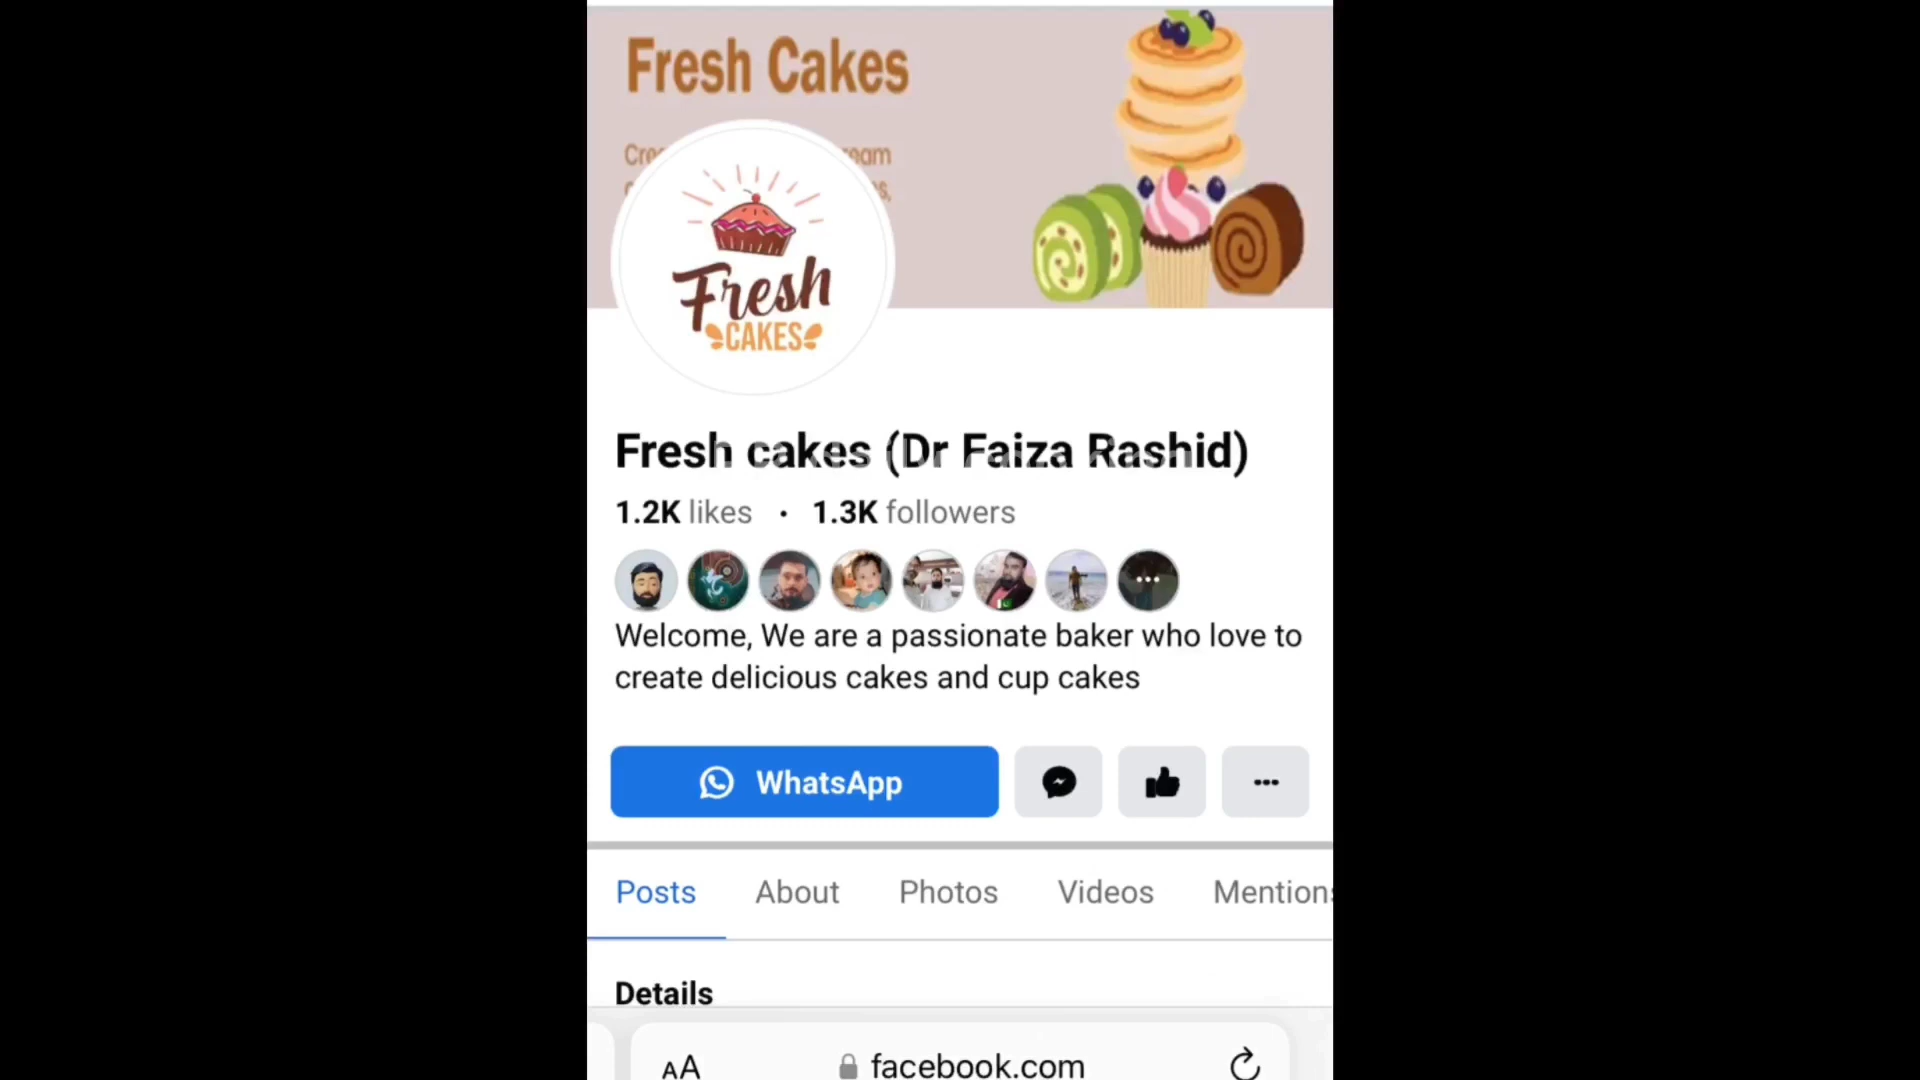 Fresh Cakes
Fresh
CAKES
Fresh cakes (Dr Faiza Rashid)
1.2K likes • 1.3K followers
Welcome, We are a passionate baker who love to
create delicious cakes and cup cakes
WhatsApp
Posts About Photos Videos Mentions
Details
AA facebook.com